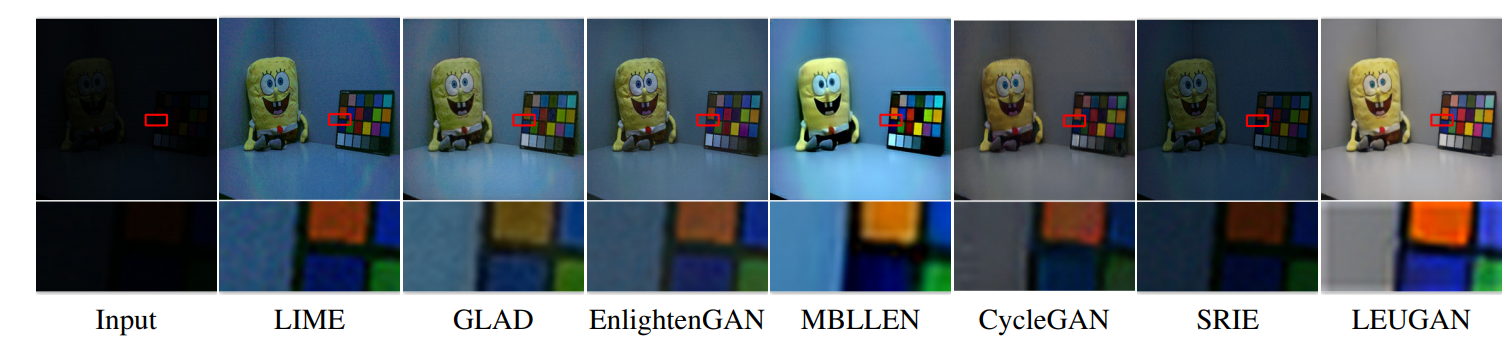 Input LIME GLAD EnlightenGAN MBLLEN CycleGAN SRIE LEUGAN